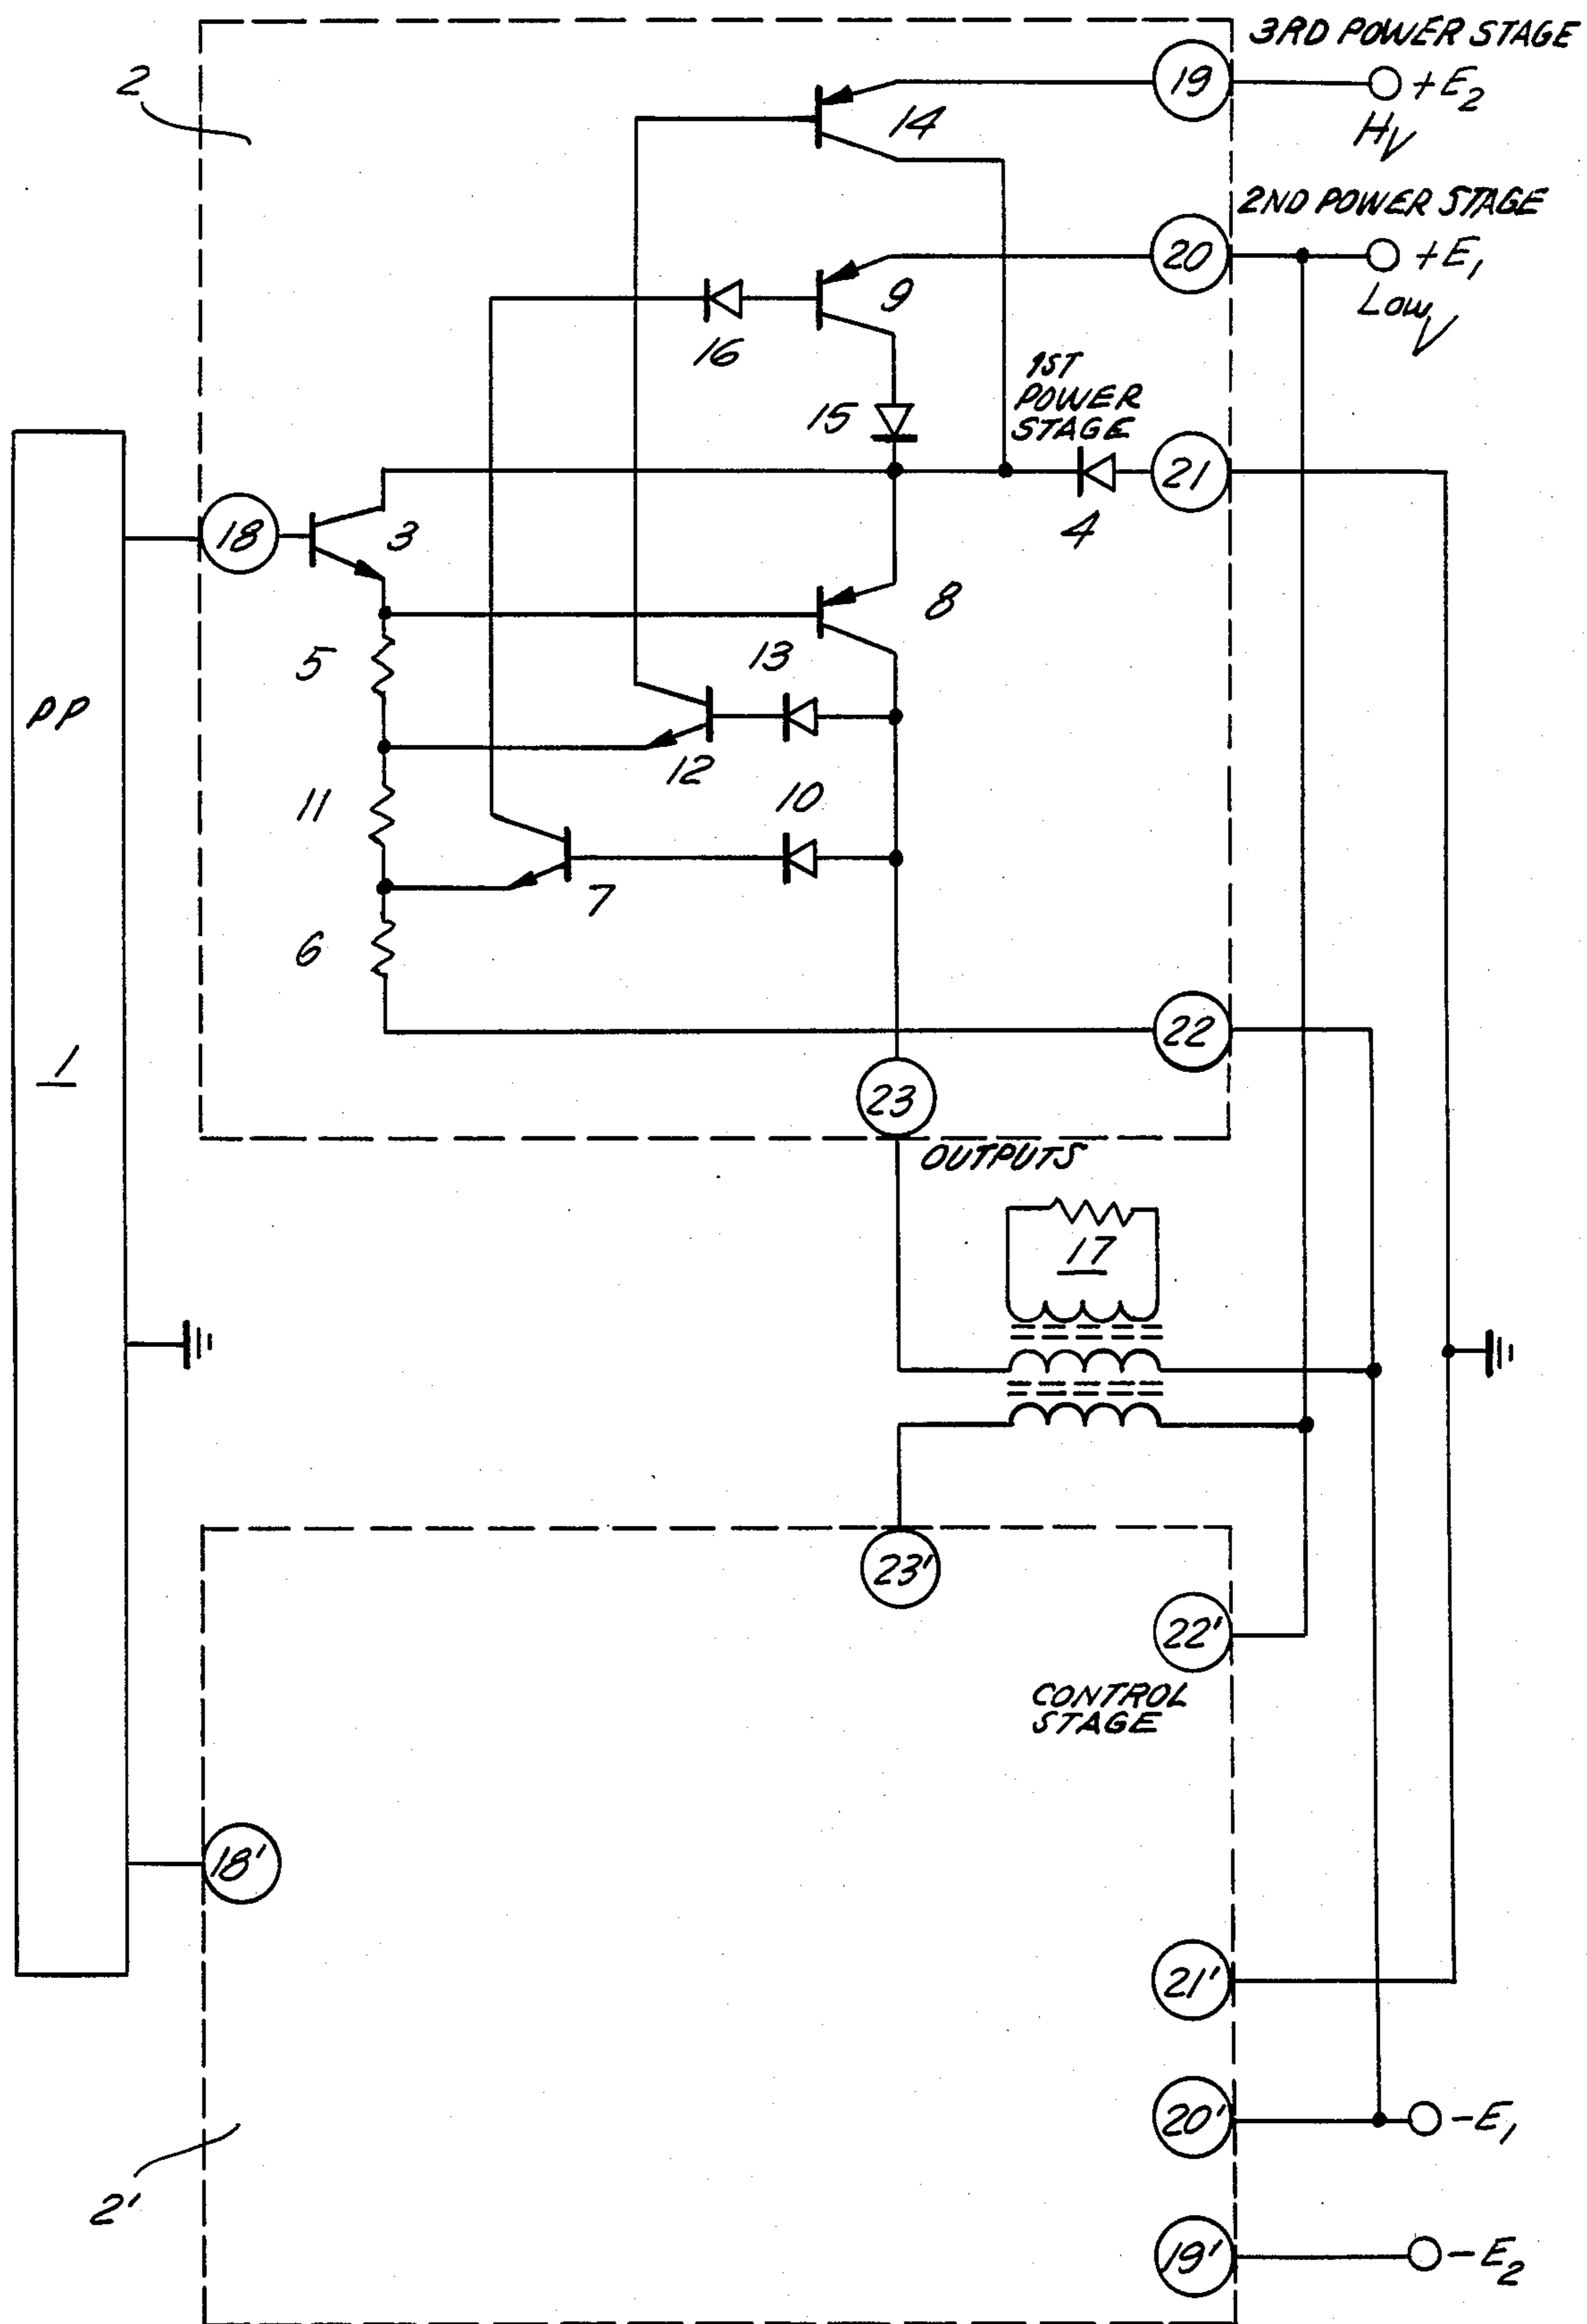 3RD POWER STAGE
2
19
+E2
14
HV
2ND POWER STAGE
20
+E1
9
Low V
16
1ST
POWER
STAGE
15
21
18
3
4
8
5
13
PP
12
11
10
7
6
22
1
23
OUTPUTS
17
23'
22'
CONTROL
STAGE
18'
21'
20'
-E1
2'
19'
-E2